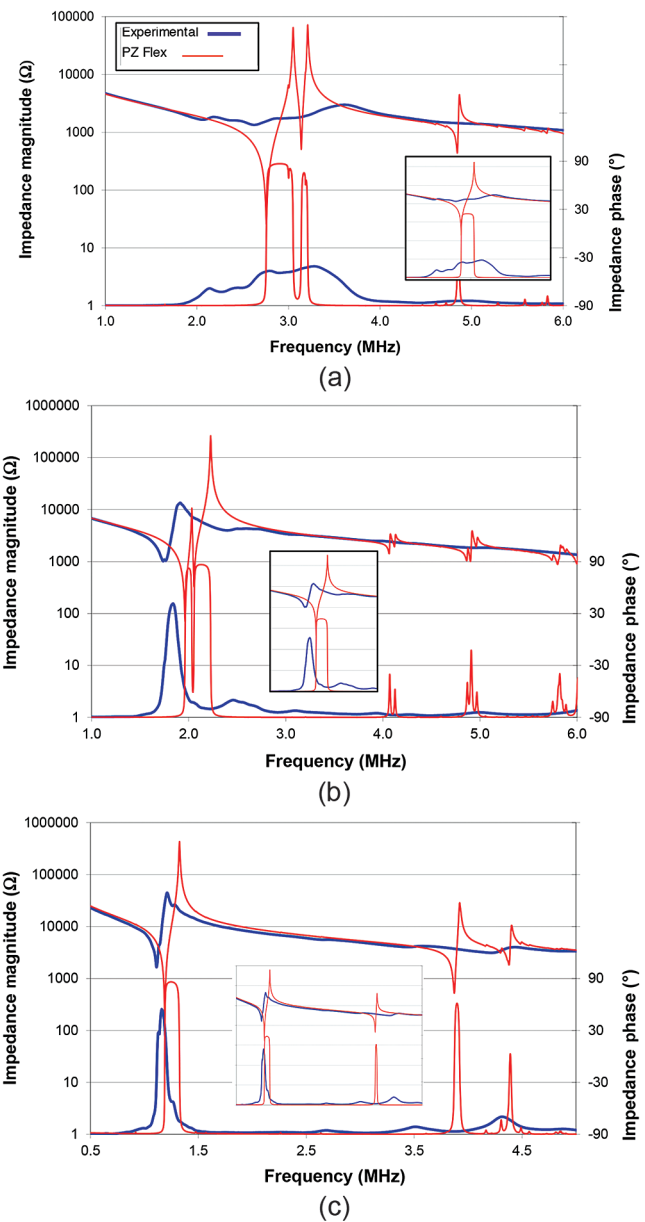 Experimental
PZ Flex
100000
10000
1000
100
10
1
90
30
-30
-90
1.0 2.0 3.0 4.0 5.0 6.0
Impedance magnitude (Ω)
Impedance phase (°)
Frequency (MHz)
(a)
1000000
100000
10000
1000
100
10
1
90
30
-30
-90
1.0 2.0 3.0 4.0 5.0 6.0
Impedance magnitude (Ω)
Impedance phase (°)
Frequency (MHz)
(b)
1000000
100000
10000
1000
100
10
1
90
30
-30
-90
0.5 1.5 2.5 3.5 4.5
Impedance magnitude (Ω)
Impedance phase (°)
Frequency (MHz)
(c)